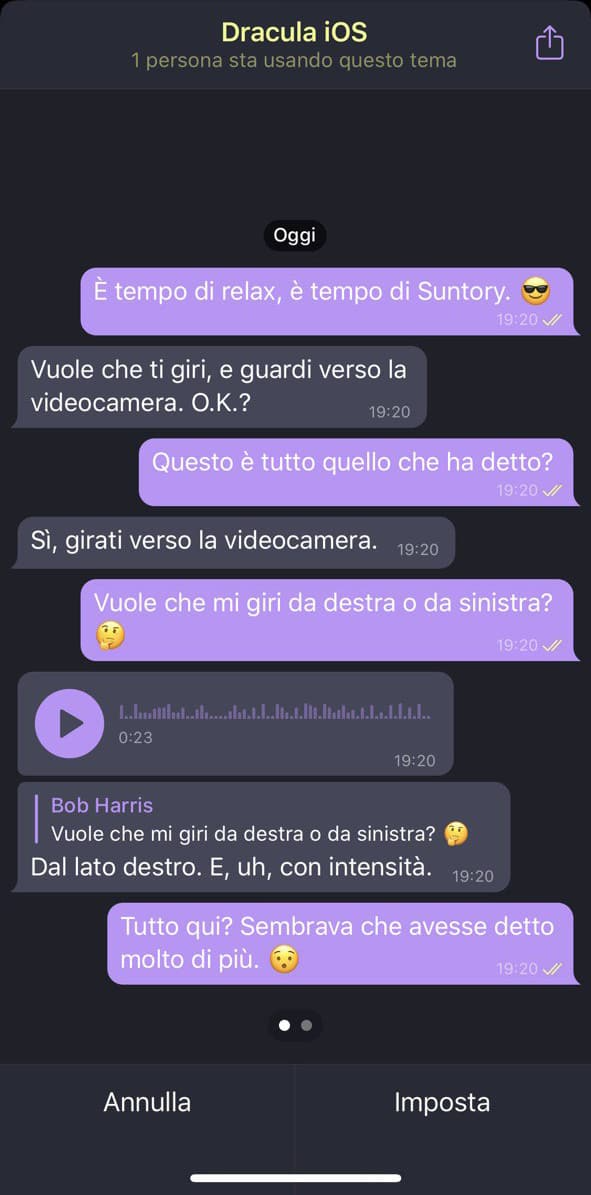 Dracula iOS
1 persona sta usando questo tema
Oggi
È tempo di relax, è tempo di Suntory. 😎
19:20
Vuole che ti giri, e guardi verso la
videocamera. O.K.?
19:20
Questo è tutto quello che ha detto?
19:20
Sì, girati verso la videocamera.
19:20
Vuole che mi giri da destra o da sinistra?
🤔
19:20
0:23
19:20
Bob Harris
Vuole che mi giri da destra o da sinistra? 🤔
Dal lato destro. E, uh, con intensità.
19:20
Tutto qui? Sembrava che avesse detto
molto di più. 😯
19:20
Annulla
Imposta